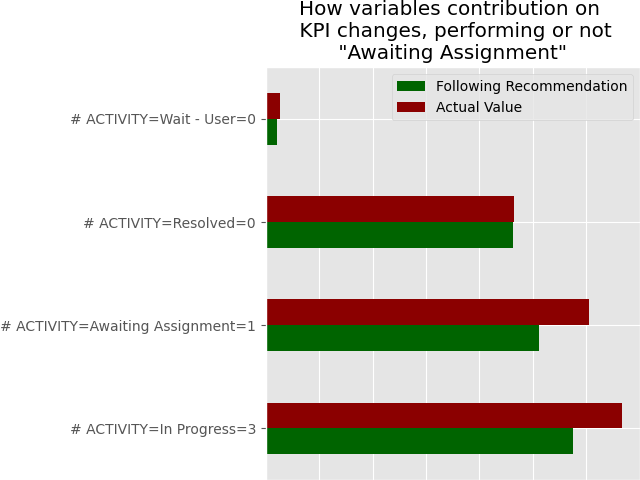 How variables contribution on
KPI changes, performing or not
"Awaiting Assignment"
Following Recommendation
Actual Value
# ACTIVITY=Wait - User=0
# ACTIVITY=Resolved=0
# ACTIVITY=Awaiting Assignment=1
# ACTIVITY=In Progress=3